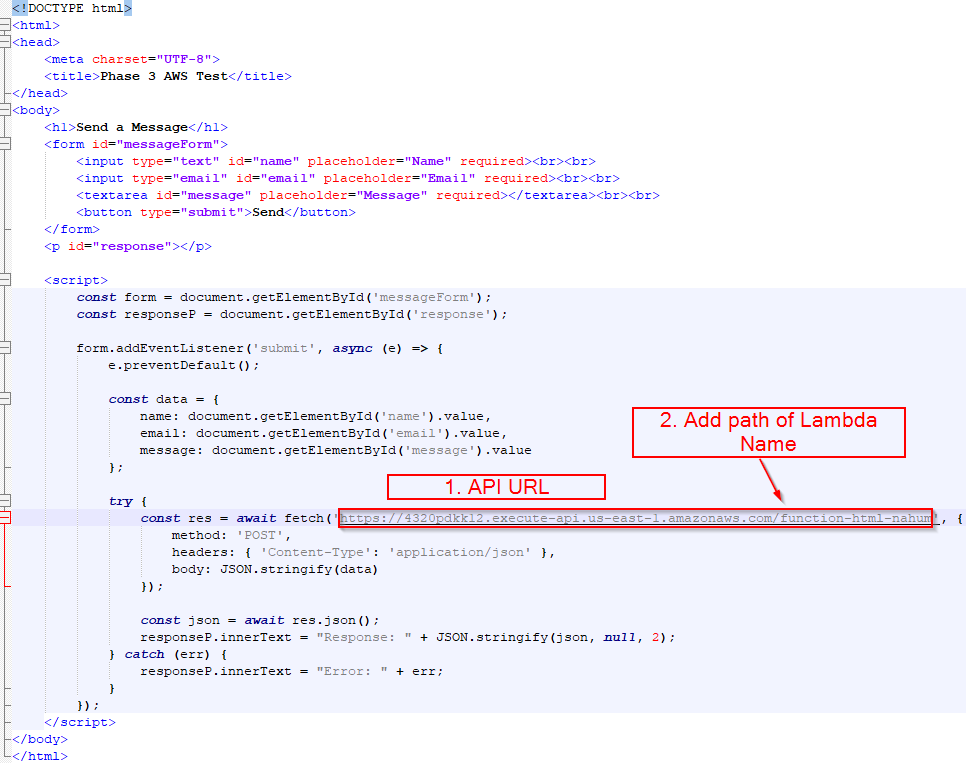 <!DOCTYPE html>
<html>
<head>
    <meta charset="UTF-8">
    <title>Phase 3 AWS Test</title>
</head>
<body>
    <h1>Send a Message</h1>
    <form id="messageForm">
        <input type="text" id="name" placeholder="Name" required><br><br>
        <input type="email" id="email" placeholder="Email" required><br><br>
        <textarea id="message" placeholder="Message" required></textarea><br><br>
        <button type="submit">Send</button>
    </form>
    <p id="response"></p>

    <script>
        const form = document.getElementById('messageForm');
        const responseP = document.getElementById('response');

        form.addEventListener('submit', async (e) => {
            e.preventDefault();

            const data = {
                name: document.getElementById('name').value,
                email: document.getElementById('email').value,
                message: document.getElementById('message').value
            };
2. Add path of Lambda
Name
1. API URL
            try {
                const res = await fetch('https://4320pdkkl2.execute-api.us-east-1.amazonaws.com/function-html-nahum', {
                    method: 'POST',
                    headers: { 'Content-Type': 'application/json' },
                    body: JSON.stringify(data)
                });

                const json = await res.json();
                responseP.innerText = "Response: " + JSON.stringify(json, null, 2);
            } catch (err) {
                responseP.innerText = "Error: " + err;
            }
        });
    </script>
</body>
</html>